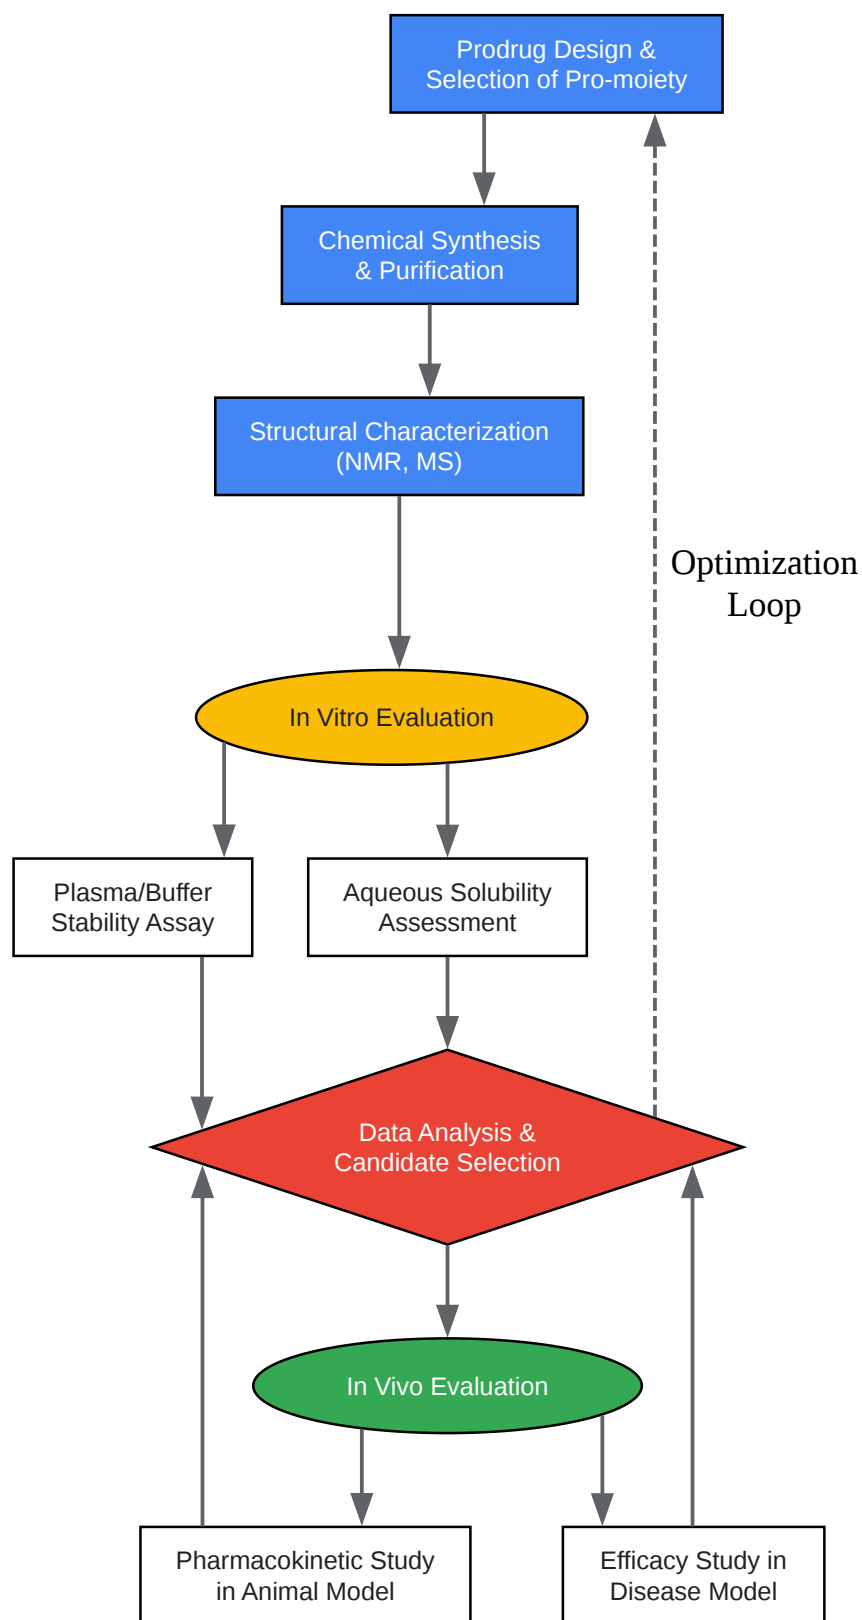 Prodrug Design &
Selection of Pro-moiety
Chemical Synthesis
& Purification
Structural Characterization
(NMR, MS)
Optimization
Loop
In Vitro Evaluation
Plasma/Buffer
Stability Assay
Aqueous Solubility
Assessment
Data Analysis &
Candidate Selection
In Vivo Evaluation
Pharmacokinetic Study
in Animal Model
Efficacy Study in
Disease Model